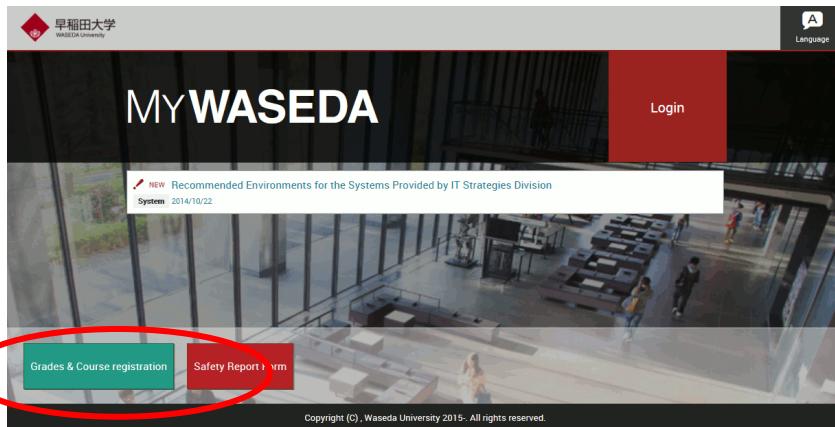 早稲田大学
WASEDA University
A
Language
MYWASEDA
Login
NEW Recommended Environments for the Systems Provided by IT Strategies Division
System 2014/10/22
Grades & Course registration
Safety Report Form
Copyright (C) , Waseda University 2015-. All rights reserved.